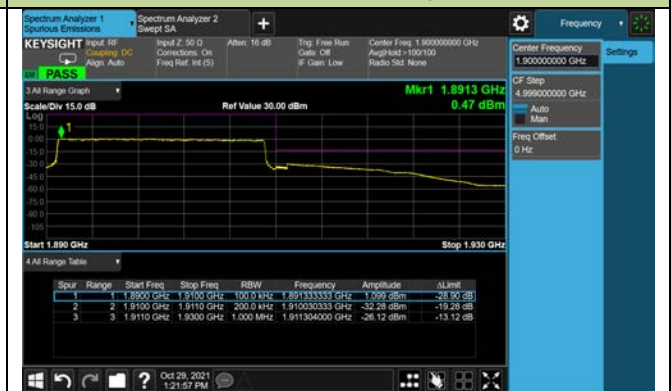 Spectrum Analyzer 1
Spurious Emissions
Spectrum Analyzer 2
Swept SA
+
Frequency
KEYSIGHT Input: RF
Coupling: DC
Align: Auto
Input Z: 50 Ω
Corrections: On
Freq Ref: Int (S)
Atten: 16 dB
Trig: Free Run
Gate: Off
IF Gain: Low
Center Freq: 1.900000000 GHz
Avg|Hold:>100/100
Radio Std: None
PASS
3 All Range Graph
Scale/Div 15.0 dB
Ref Value 30.00 dBm
Mkr1 1.8913 GHz
0.47 dBm
Log
15.0
0.00
-15.0
-30.0
-45.0
-60.0
-75.0
-90.0
-105
1
Start 1.890 GHz
Stop 1.930 GHz
4 All Range Table
Spur Range Start Freq Stop Freq RBW Frequency Amplitude ΔLimit
1 1 1.8900 GHz 1.9100 GHz 100.0 kHz 1.891333333 GHz 1.099 dBm -28.90 dB
2 2 1.9100 GHz 1.9110 GHz 200.0 kHz 1.910030333 GHz -32.28 dBm -19.28 dB
3 3 1.9110 GHz 1.9300 GHz 1.000 MHz 1.911304000 GHz -26.12 dBm -13.12 dB
Center Frequency
1.900000000 GHz
Settings
CF Step
4.999000000 GHz
Auto
Man
Freq Offset
0 Hz
?
Oct 29, 2021
1:21:57 PM